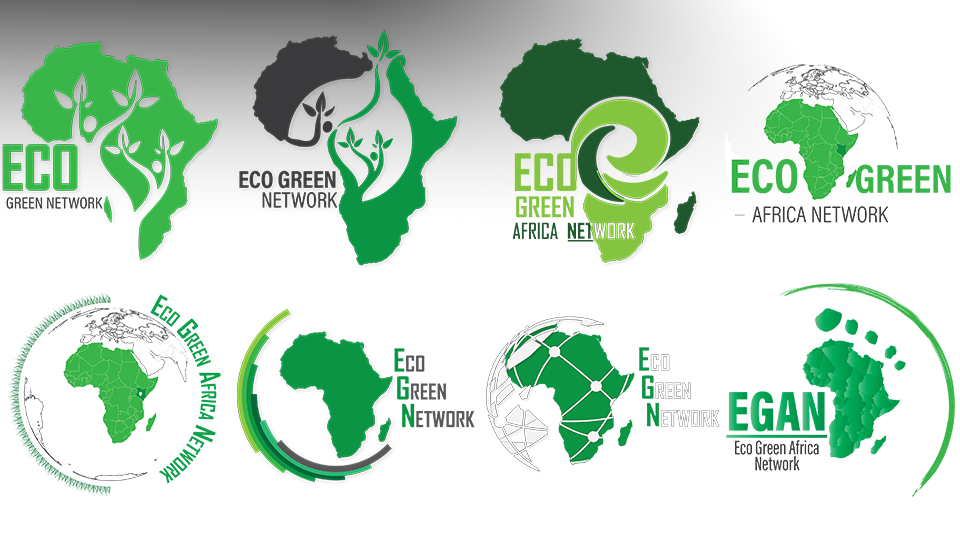 ECO
GREEN NETWORK
ECO GREEN
NETWORK
ECO
GREEN
AFRICA NETWORK
ECO GREEN
– AFRICA NETWORK
Eco Green Africa Network
Eco
Green
Network
Eco
Green
Network
EGAN
Eco Green Africa
Network